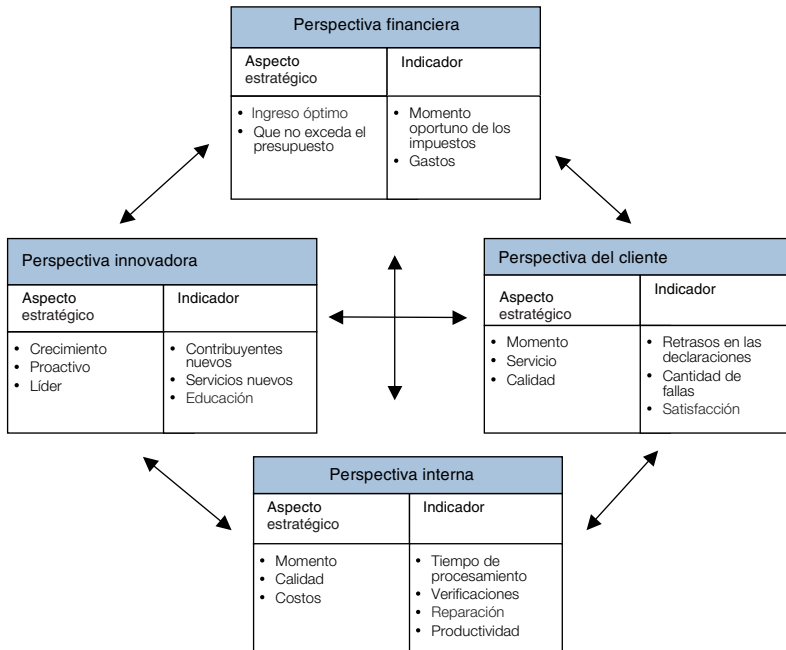 Perspectiva financiera
Aspecto
estratégico
Indicador
• Ingreso óptimo
• Que no exceda el
presupuesto
• Momento
oportuno de los
impuestos
• Gastos
Perspectiva innovadora
Aspecto
estratégico
Indicador
• Crecimiento
• Proactivo
• Líder
• Contribuyentes
nuevos
• Servicios nuevos
• Educación
Perspectiva del cliente
Aspecto
estratégico
Indicador
• Momento
• Servicio
• Calidad
• Retrasos en las
declaraciones
• Cantidad de
fallas
• Satisfacción
Perspectiva interna
Aspecto
estratégico
Indicador
• Momento
• Calidad
• Costos
• Tiempo de
procesamiento
• Verificaciones
• Reparación
• Productividad